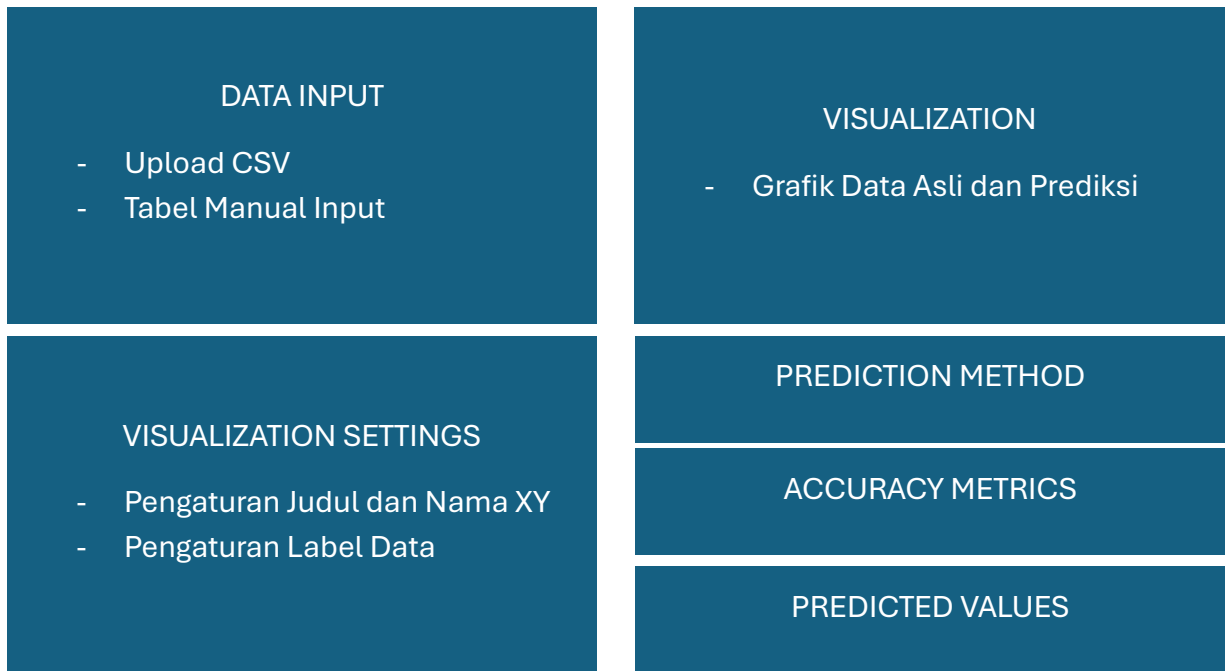 DATA INPUT
- Upload CSV
- Tabel Manual Input
VISUALIZATION
- Grafik Data Asli dan Prediksi
VISUALIZATION SETTINGS
- Pengaturan Judul dan Nama XY
- Pengaturan Label Data
PREDICTION METHOD
ACCURACY METRICS
PREDICTED VALUES